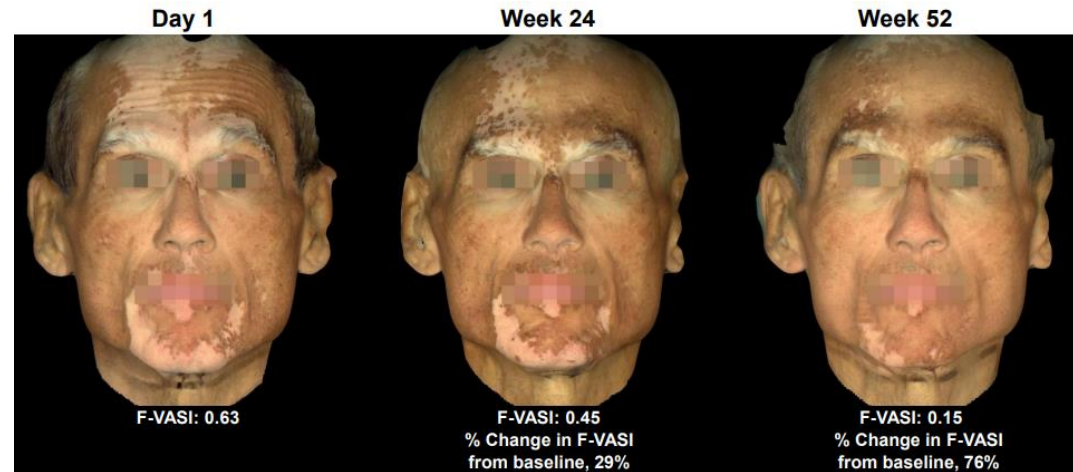 Day 1
Week 24
Week 52
F-VASI: 0.63
F-VASI: 0.45
% Change in F-VASI
from baseline, 29%
F-VASI: 0.15
% Change in F-VASI
from baseline, 76%